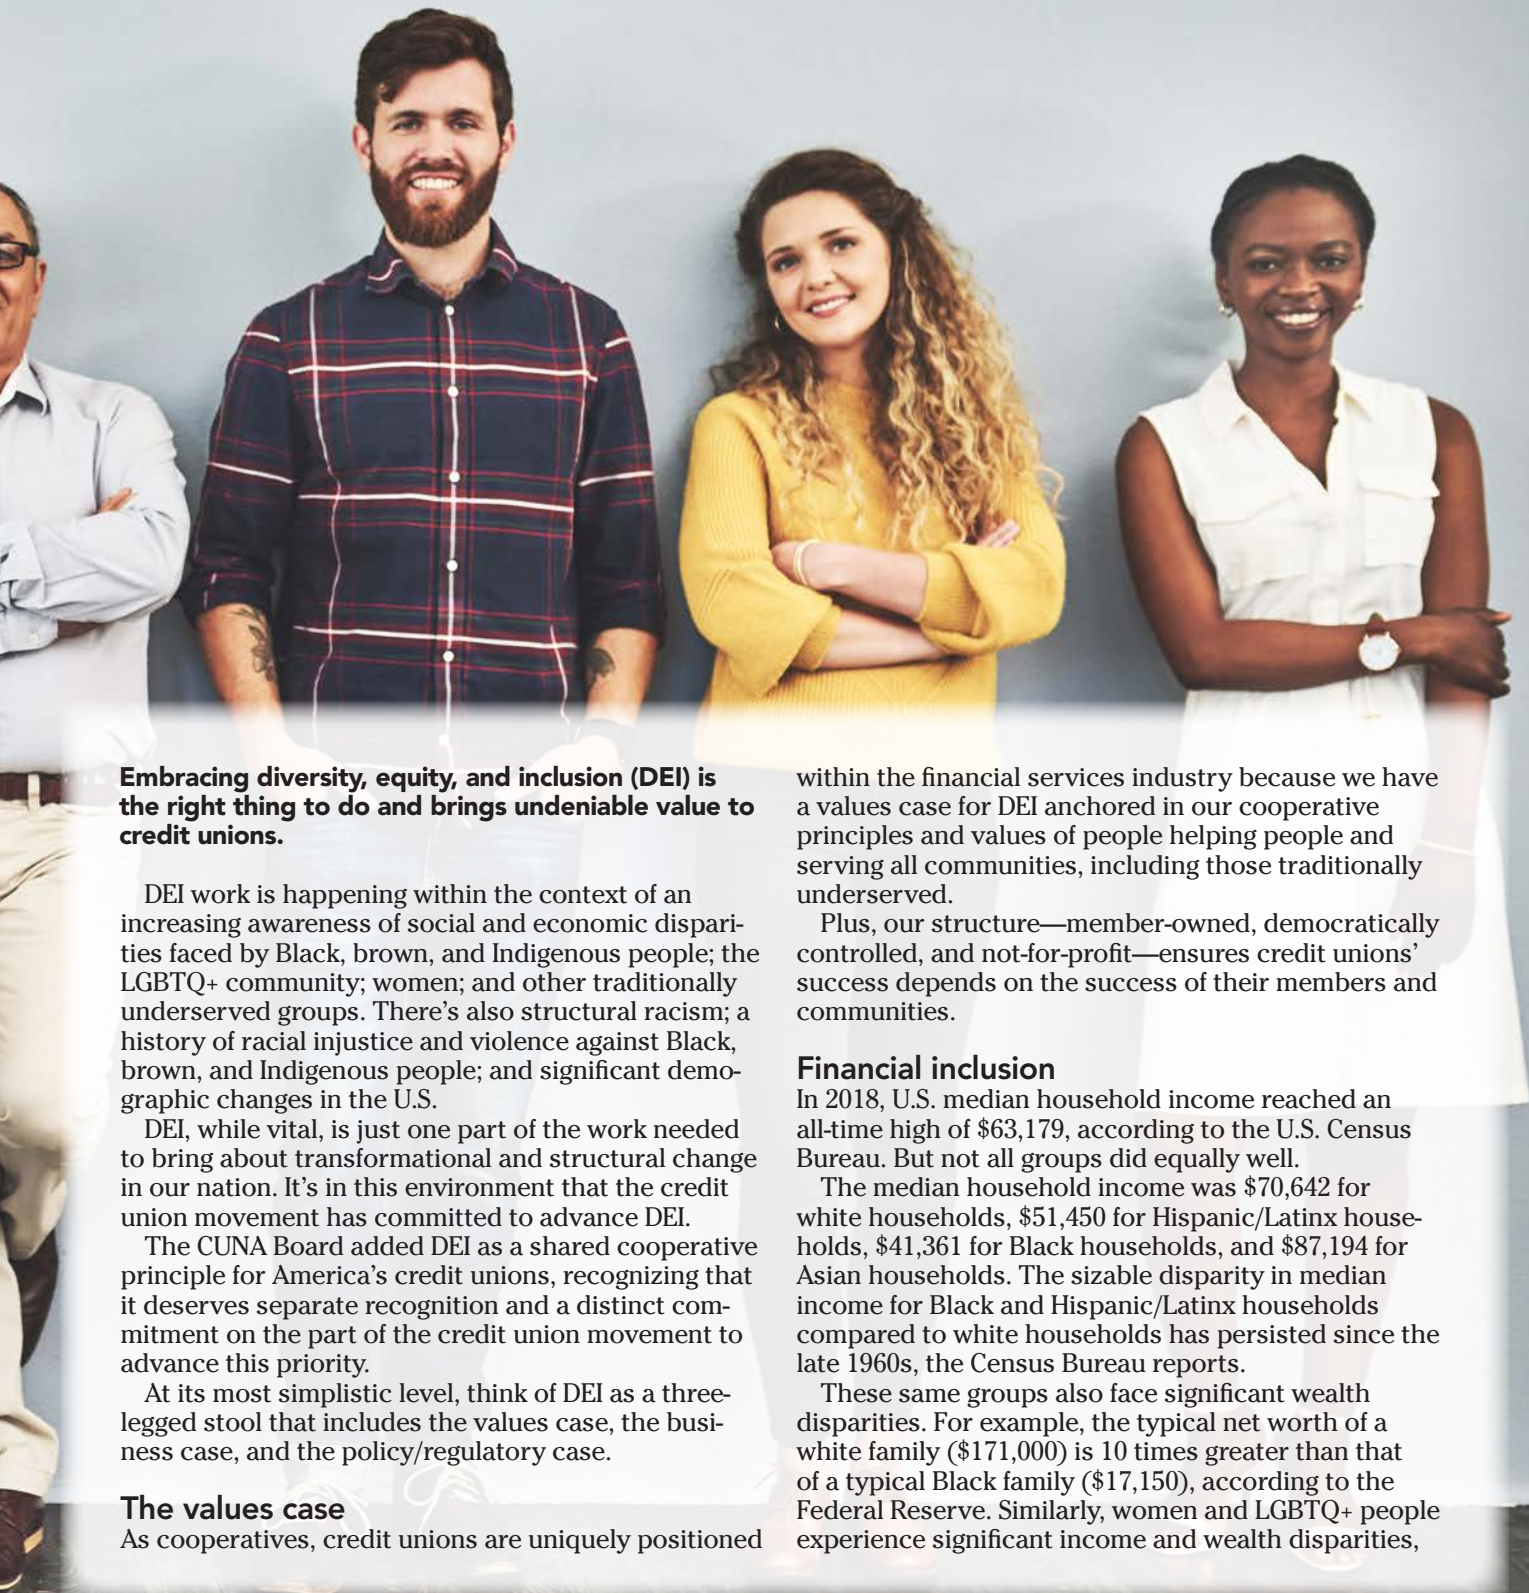 Embracing diversity, equity, and inclusion (DEI) is
the right thing to do and brings undeniable value to
credit unions.
DEI work is happening within the context of an
increasing awareness of social and economic dispari-
ties faced by Black, brown, and Indigenous people; the
LGBTQ+ community; women; and other traditionally
underserved groups. There's also structural racism; a
history of racial injustice and violence against Black,
brown, and Indigenous people; and significant demo-
graphic changes in the U.S.
DEI, while vital, is just one part of the work needed
to bring about transformational and structural change
in our nation. It's in this environment that the credit
union movement has committed to advance DEI.
The CUNA Board added DEI as a shared cooperative
principle for America's credit unions, recognizing that
it deserves separate recognition and a distinct com-
mitment on the part of the credit union movement to
advance this priority.
At its most simplistic level, think of DEI as a three-
legged stool that includes the values case, the busi-
ness case, and the policy/regulatory case.
The values case
As cooperatives, credit unions are uniquely positioned
within the financial services industry because we have
a values case for DEI anchored in our cooperative
principles and values of people helping people and
serving all communities, including those traditionally
underserved.
Plus, our structure—member-owned, democratically
controlled, and not-for-profit—ensures credit unions'
success depends on the success of their members and
communities.
Financial inclusion
In 2018, U.S. median household income reached an
all-time high of $63,179, according to the U.S. Census
Bureau. But not all groups did equally well.
The median household income was $70,642 for
white households, $51,450 for Hispanic/Latinx house-
holds, $41,361 for Black households, and $87,194 for
Asian households. The sizable disparity in median
income for Black and Hispanic/Latinx households
compared to white households has persisted since the
late 1960s, the Census Bureau reports.
These same groups also face significant wealth
disparities. For example, the typical net worth of a
white family ($171,000) is 10 times greater than that
of a typical Black family ($17,150), according to the
Federal Reserve. Similarly, women and LGBTQ+ people
experience significant income and wealth disparities,